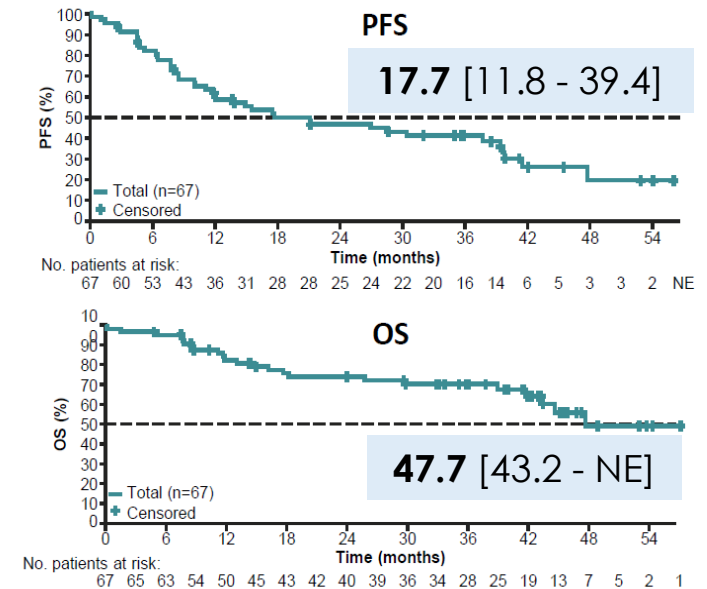 PFS
17.7 [11.8 - 39.4]
PFS (%)
100
90
80
70
60
50
40
30
20
10
0
Total (n=67)
Censored
0 6 12 18 24 30 36 42 48 54
Time (months)
No. patients at risk:
67 60 53 43 36 31 28 28 25 24 22 20 16 14 6 5 3 3 2 NE
OS
47.7 [43.2 - NE]
OS (%)
10
0
90
80
70
60
50
40
30
20
10
0
Total (n=67)
Censored
0 6 12 18 24 30 36 42 48 54
Time (months)
No. patients at risk:
67 65 63 54 50 45 43 42 40 39 36 34 28 25 19 13 7 5 2 1